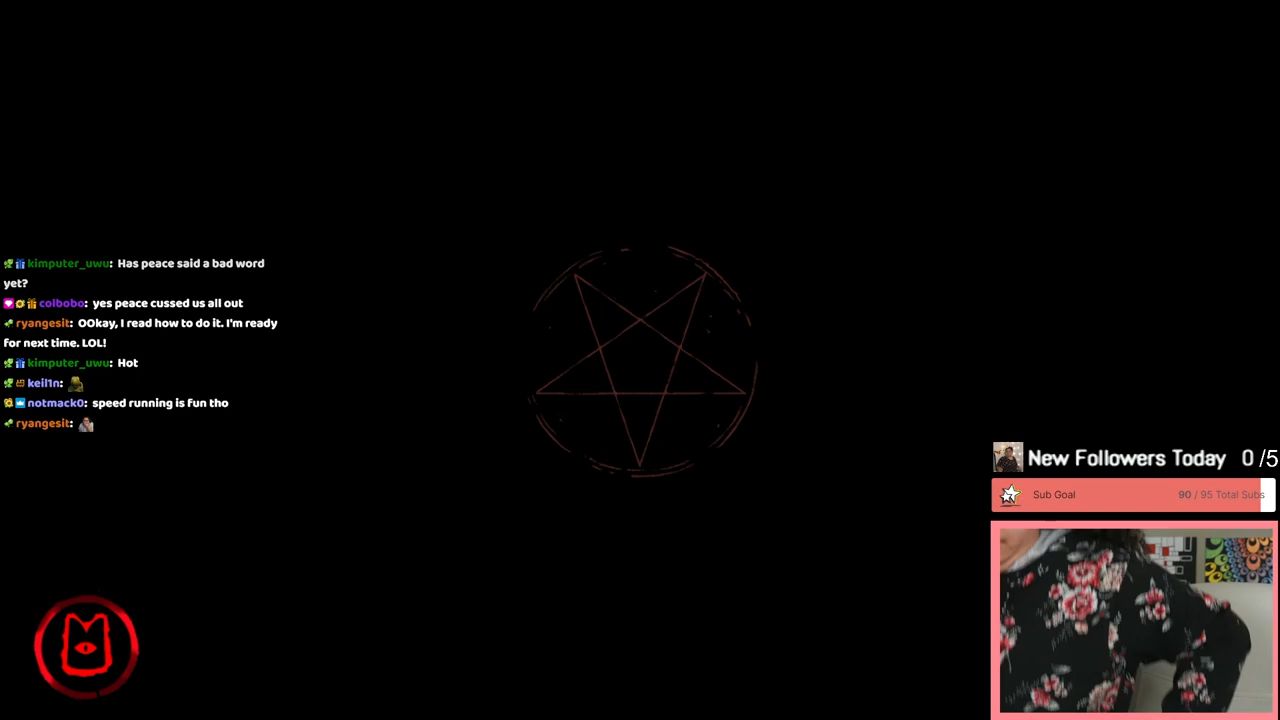 kimputer_uwu: Has peace said a bad word
yet?
colbobo: yes peace cussed us all out
ryangesit: OOkay, I read how to do it. I'm ready
for next time. LOL!
kimputer_uwu: Hot
keil1n:
notmack0: speed running is fun tho
ryangesit:
New Followers Today 0 /5
Sub Goal 90 / 95 Total Subs